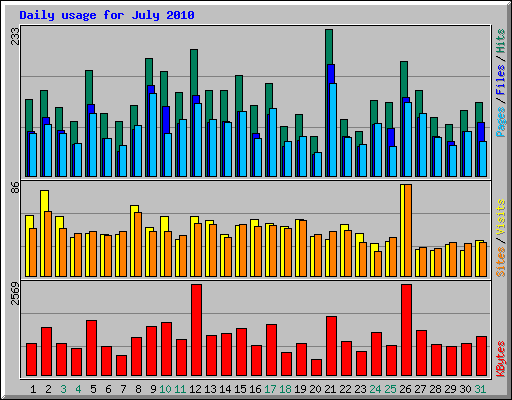 Daily usage for July 2010
233
Pages / Files / Hits
86
Sites / Visits
2569
KBytes
1 2 3 4 5 6 7 8 9 10 11 12 13 14 15 16 17 18 19 20 21 22 23 24 25 26 27 28 29 30 31